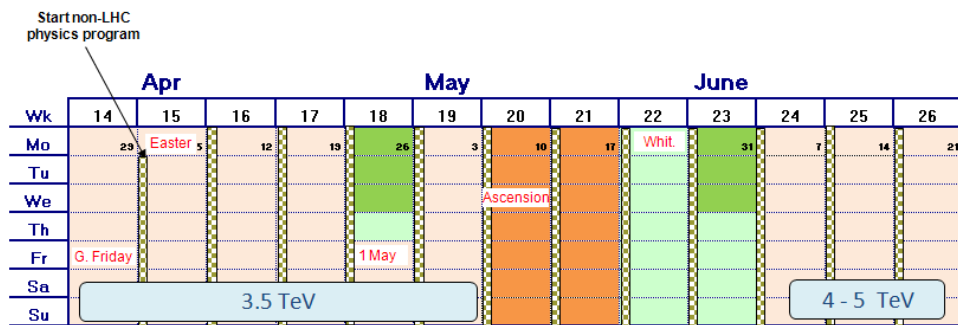 Start non-LHC
physics program
Apr May June
Wk 14 15 16 17 18 19 20 21 22 23 24 25 26
Mo 29 Easter 5 12 19 26 3 10 17 Whit. 31 7 14 21
Tu
We Ascension
Th
Fr G. Friday 1 May
Sa
3.5 TeV 4 - 5 TeV
Su